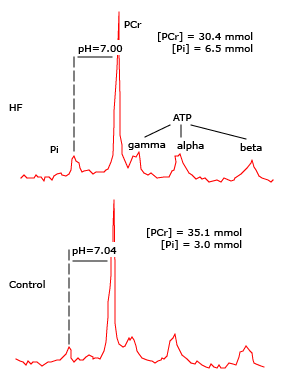 PCr
[PCr] = 30.4 mmol
pH=7.00
[Pi] = 6.5 mmol
HF
ATP
Pi
gamma alpha beta
[PCr] = 35.1 mmol
[Pi] = 3.0 mmol
pH=7.04
Control